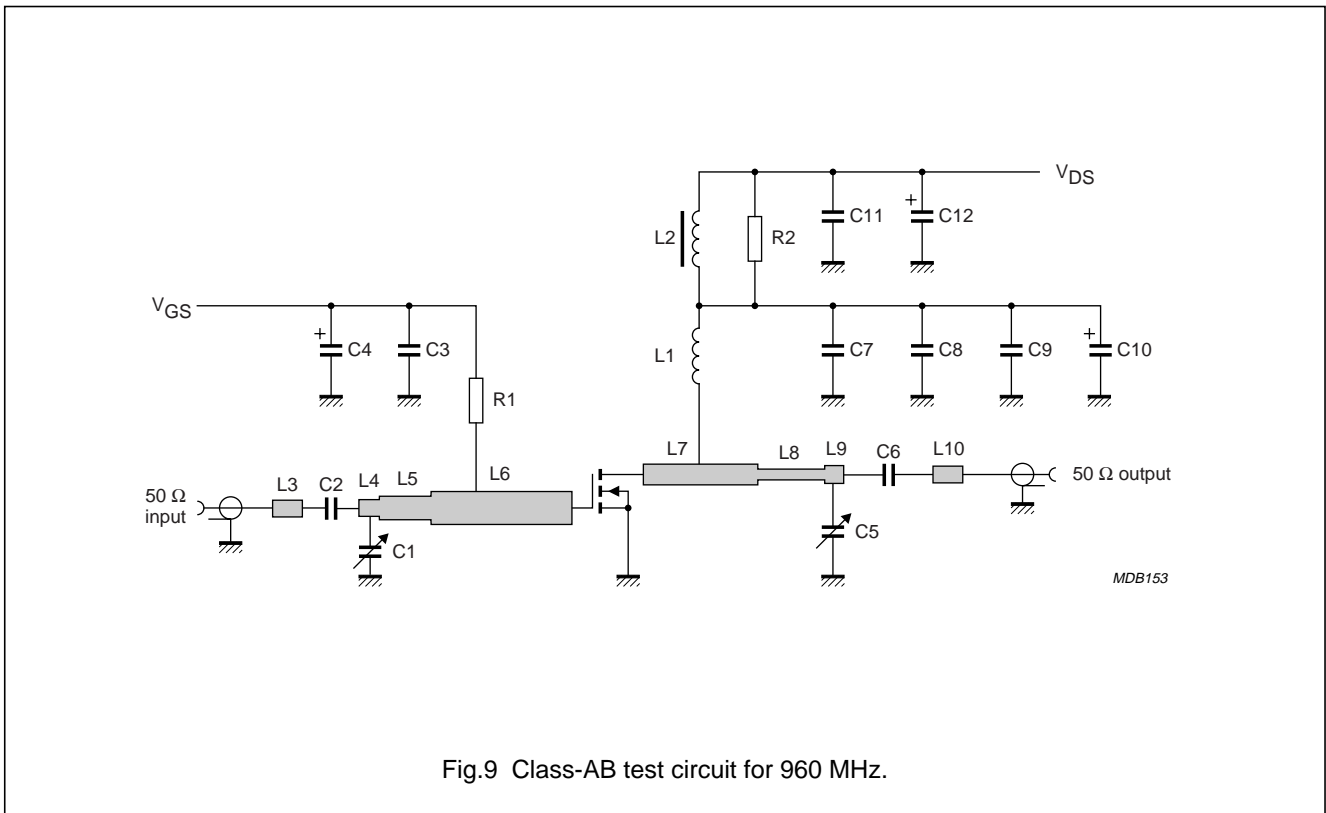 V_DS
C11
C12
+
L2
R2
V_GS
+
C4
C3
R1
L1
C7
C8
C9
+
C10
L7
L8
L9
C6
L10
50 Ω output
L3
C2
L4
L5
L6
50 Ω
input
C1
C5
MDB153
Fig.9 Class-AB test circuit for 960 MHz.